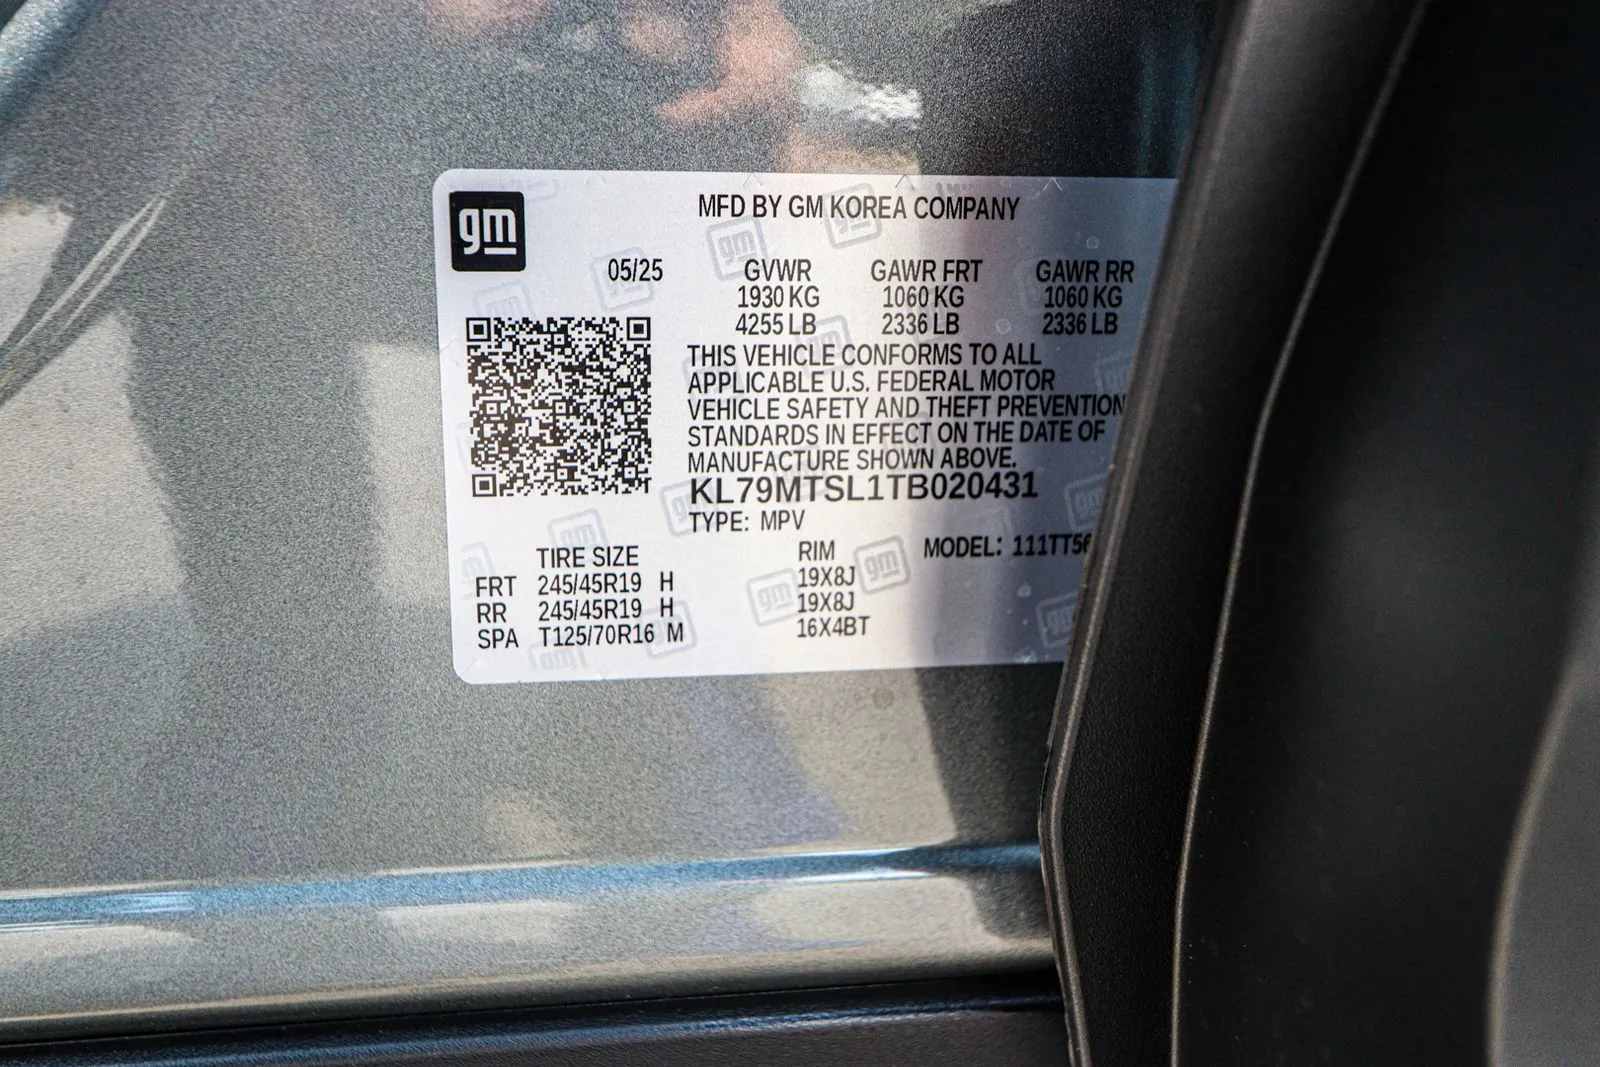 gm
MFD BY GM KOREA COMPANY
05/25 GVWR GAWR FRT GAWR RR
1930 KG 1060 KG 1060 KG
4255 LB 2336 LB 2336 LB
THIS VEHICLE CONFORMS TO ALL
APPLICABLE U.S. FEDERAL MOTOR
VEHICLE SAFETY AND THEFT PREVENTION
STANDARDS IN EFFECT ON THE DATE OF
MANUFACTURE SHOWN ABOVE.
KL79MTSL1TB020431
TYPE: MPV
TIRE SIZE RIM MODEL: 111TT56
FRT 245/45R19 H 19X8J
RR 245/45R19 H 19X8J
SPA T125/70R16 M 16X4BT